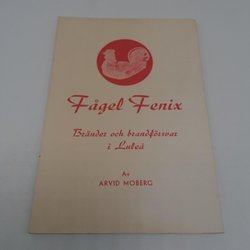 Fågel Fenix
Bränder och brandförsvar
i Luleå
Av
ARVID MOBERG